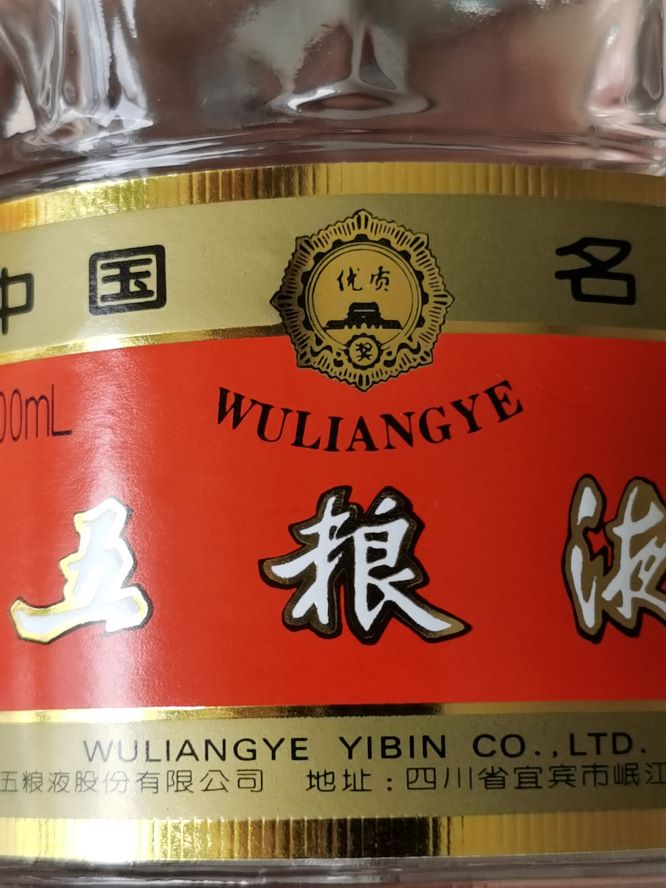 中国 名
优质
奖
00mL
WULIANGYE
五粮液
WULIANGYE YIBIN CO.,LTD.
五粮液股份有限公司 地址:四川省宜宾市岷江